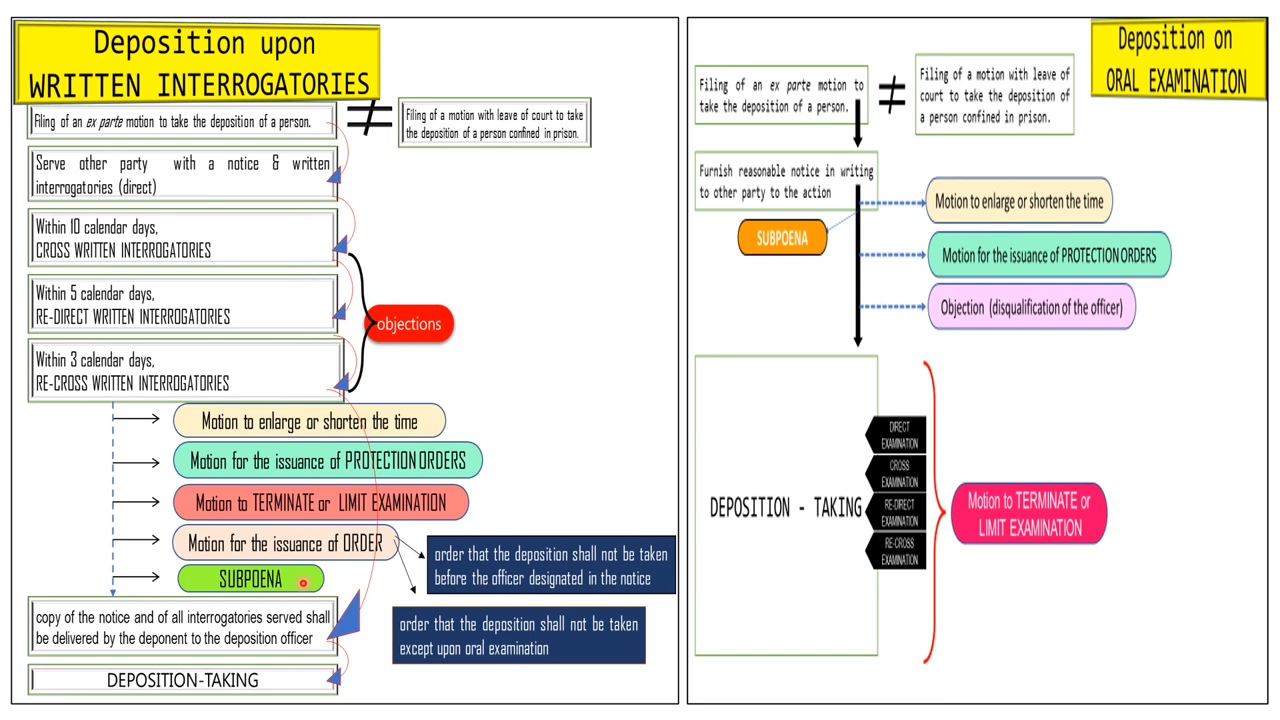 Deposition upon
WRITTEN INTERROGATORIES
Filing of an ex parte motion to take the deposition of a person.
≠
Filing of a motion with leave of court to take
the deposition of a person confined in prison.
Serve other party with a notice & written
interrogatories (direct)
Within 10 calendar days,
CROSS WRITTEN INTERROGATORIES
Within 5 calendar days,
RE-DIRECT WRITTEN INTERROGATORIES
objections
Within 3 calendar days,
RE-CROSS WRITTEN INTERROGATORIES
Motion to enlarge or shorten the time
Motion for the issuance of PROTECTION ORDERS
Motion to TERMINATE or LIMIT EXAMINATION
Motion for the issuance of ORDER
order that the deposition shall not be taken
before the officer designated in the notice
SUBPOENA
order that the deposition shall not be taken
except upon oral examination
copy of the notice and of all interrogatories served shall
be delivered by the deponent to the deposition officer
DEPOSITION-TAKING
Deposition on
ORAL EXAMINATION
Filing of an ex parte motion to
take the deposition of a person.
≠
Filing of a motion with leave of
court to take the deposition of
a person confined in prison.
Furnish reasonable notice in writing
to other party to the action
SUBPOENA
Motion to enlarge or shorten the time
Motion for the issuance of PROTECTION ORDERS
Objection (disqualification of the officer)
DEPOSITION - TAKING
DIRECT
EXAMINATION
CROSS
EXAMINATION
RE-DIRECT
EXAMINATION
RE-CROSS
EXAMINATION
Motion to TERMINATE or
LIMIT EXAMINATION